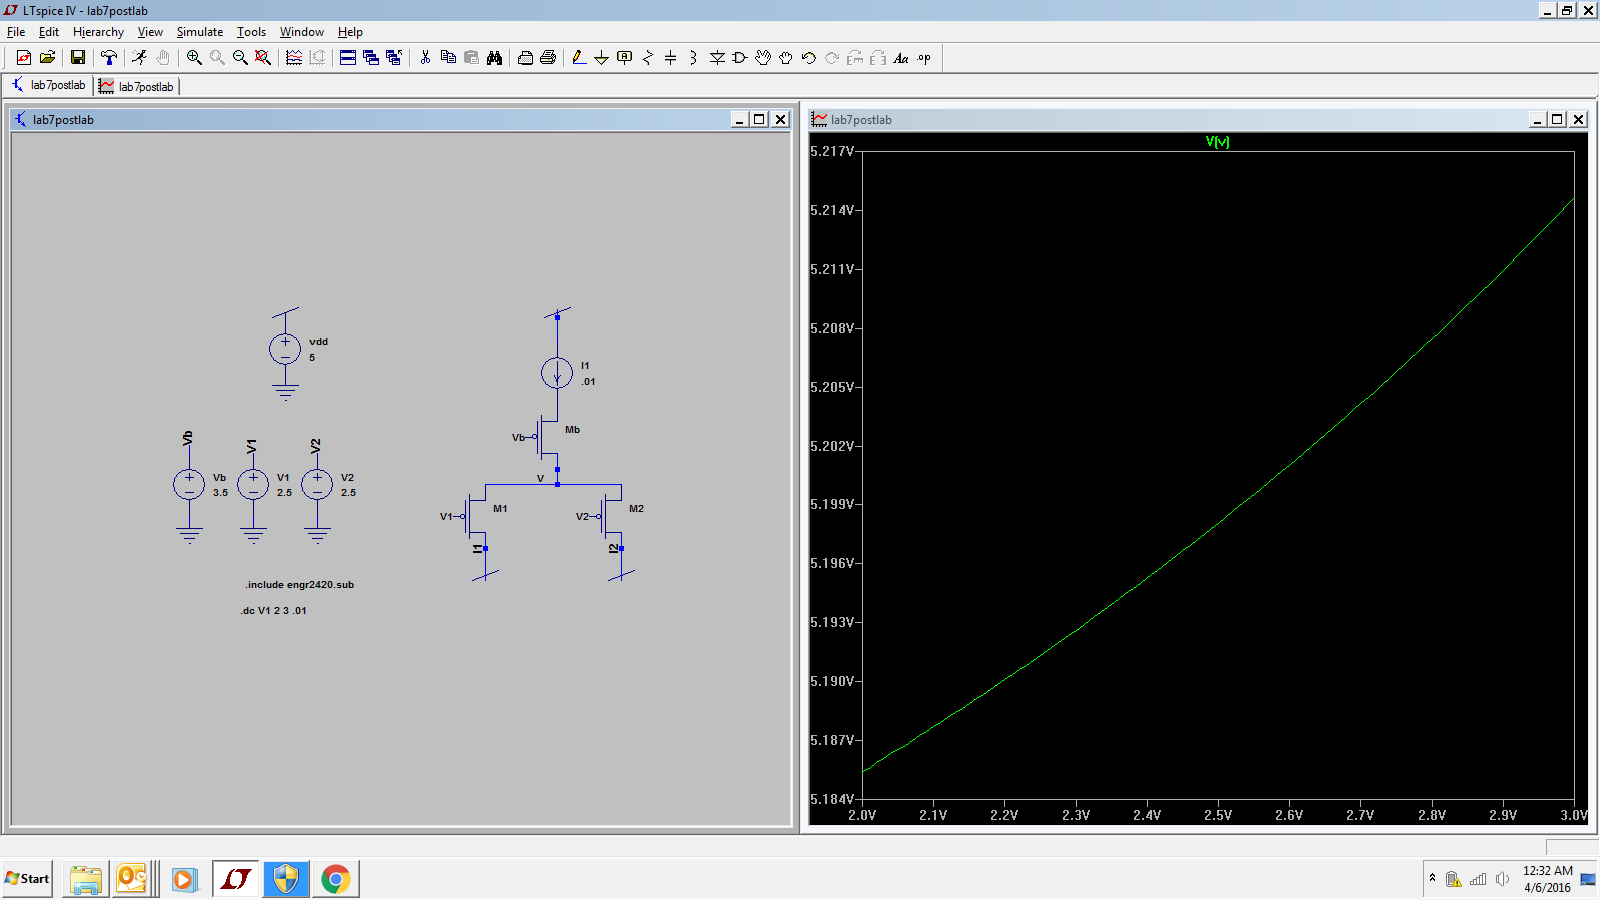 LTspice IV - lab7postlab
File Edit Hierarchy View Simulate Tools Window Help
Aa .op
lab7postlab lab7postlab
lab7postlab
vdd
5
I1
.01
Vb
Mb
Vb
V1
V2
Vb
3.5
V1
2.5
V2
2.5
V
V1
M1
V2
M2
I1
I2
.include engr2420.sub
.dc V1 2 3 .01
lab7postlab
V(v)
5.217V
5.214V
5.211V
5.208V
5.205V
5.202V
5.199V
5.196V
5.193V
5.190V
5.187V
5.184V
2.0V 2.1V 2.2V 2.3V 2.4V 2.5V 2.6V 2.7V 2.8V 2.9V 3.0V
Start
12:32 AM
4/6/2016